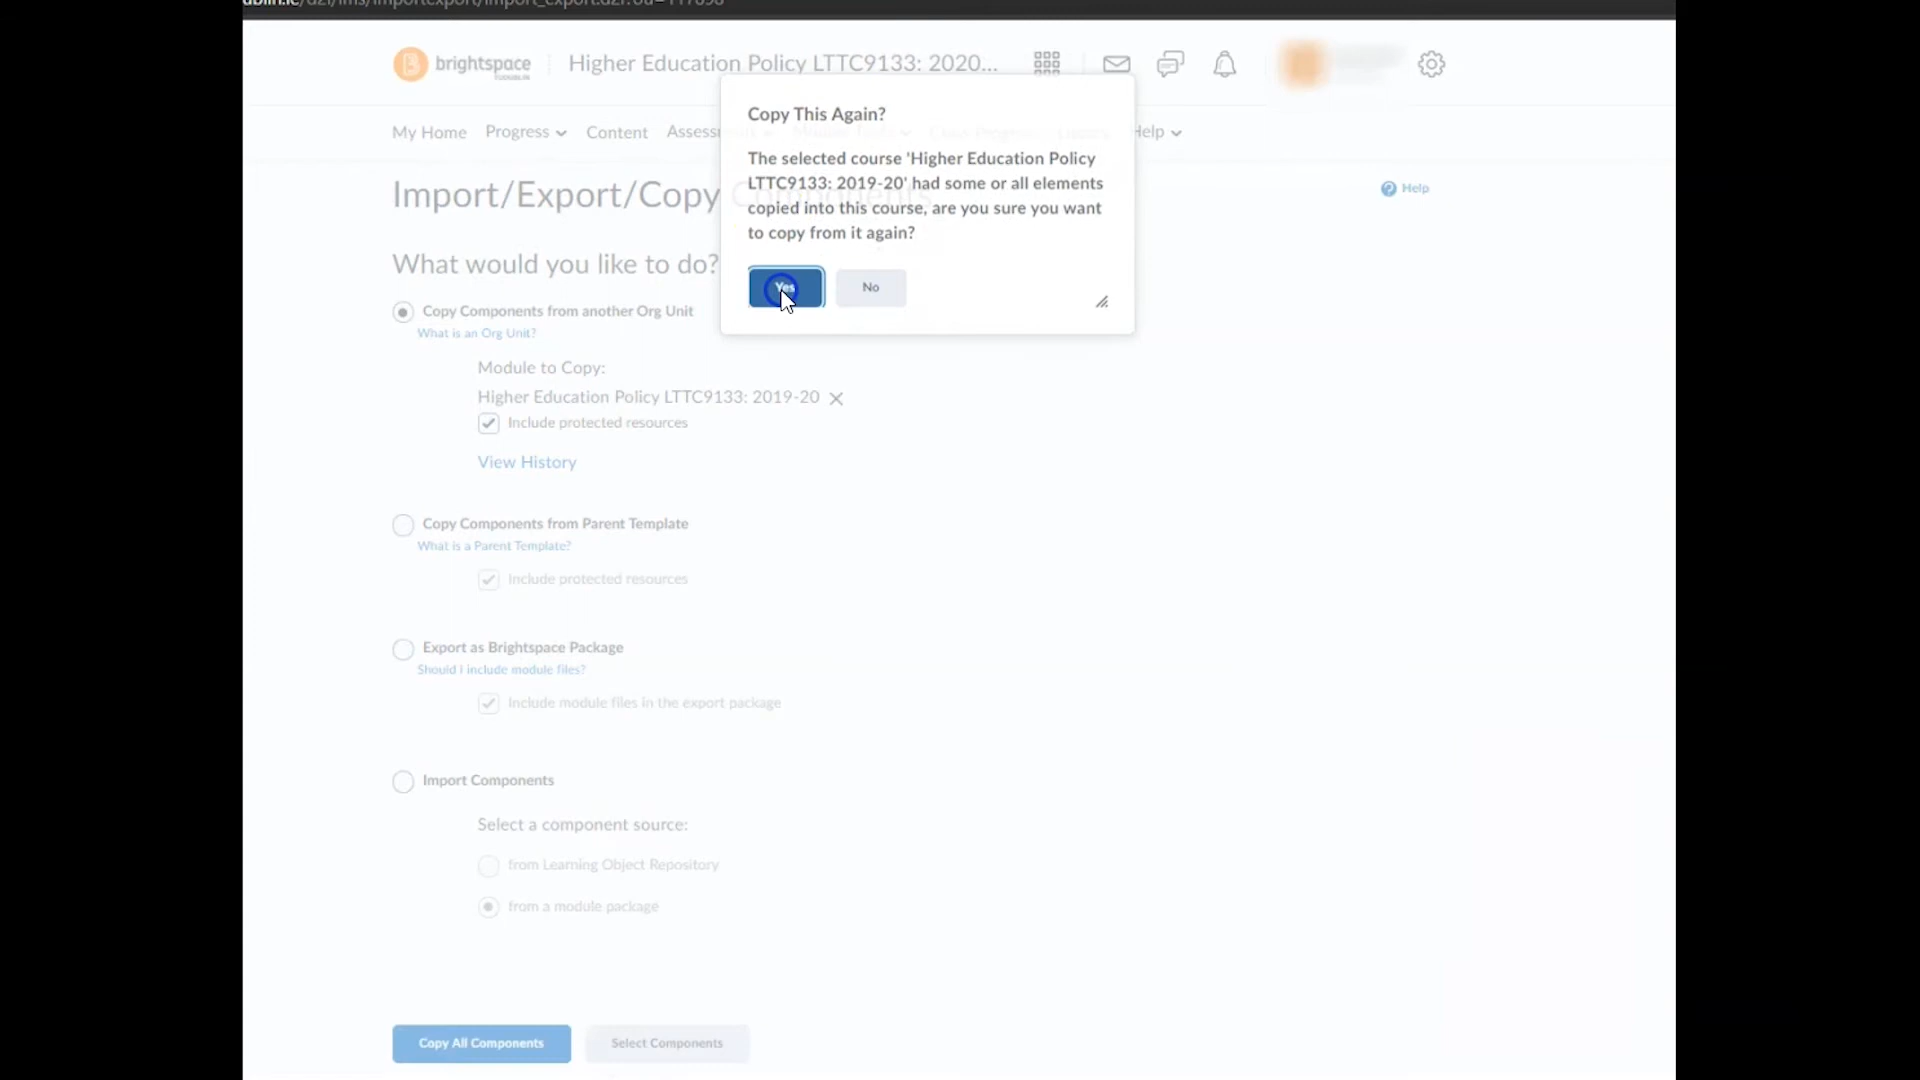 brightspace
Higher Education Policy LTTC9133: 2020...
My Home Progress Content Assess Help
Copy This Again?
The selected course 'Higher Education Policy
LTTC9133: 2019-20' had some or all elements
copied into this course, are you sure you want
to copy from it again?
Yes No
Import/Export/Copy Components
Help
What would you like to do?
Copy Components from another Org Unit
What is an Org Unit?
Module to Copy:
Higher Education Policy LTTC9133: 2019-20
Include protected resources
View History
Copy Components from Parent Template
What is a Parent Template?
Include protected resources
Export as Brightspace Package
Should I include module files?
Include module files in the export package
Import Components
Select a component source:
from Learning Object Repository
from a module package
Copy All Components Select Components